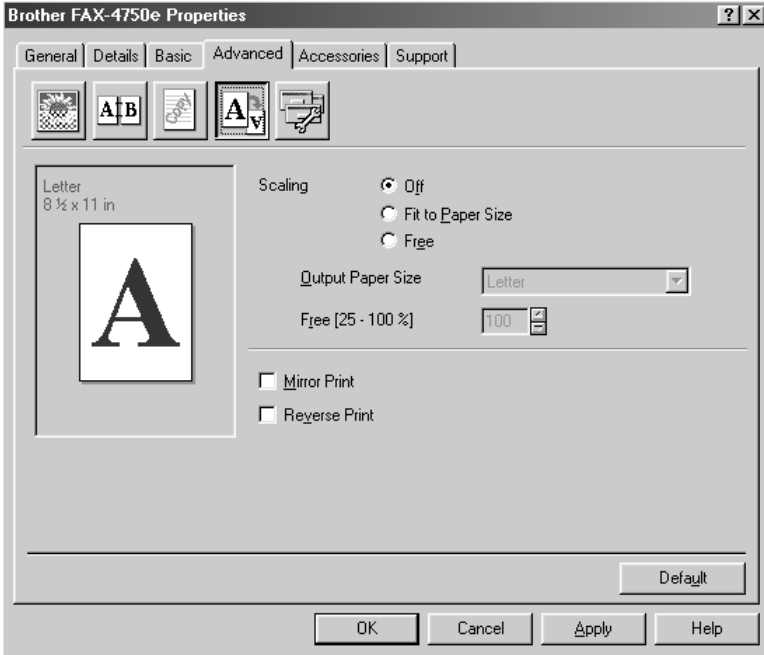 Brother FAX-4750e Properties
General Details Basic Advanced Accessories Support
A B Copy A A
Letter
8 ½ x 11 in
A
Scaling Off
Fit to Paper Size
Free
Output Paper Size Letter
Free [25 - 100 %] 100
Mirror Print
Reverse Print
Default
OK Cancel Apply Help